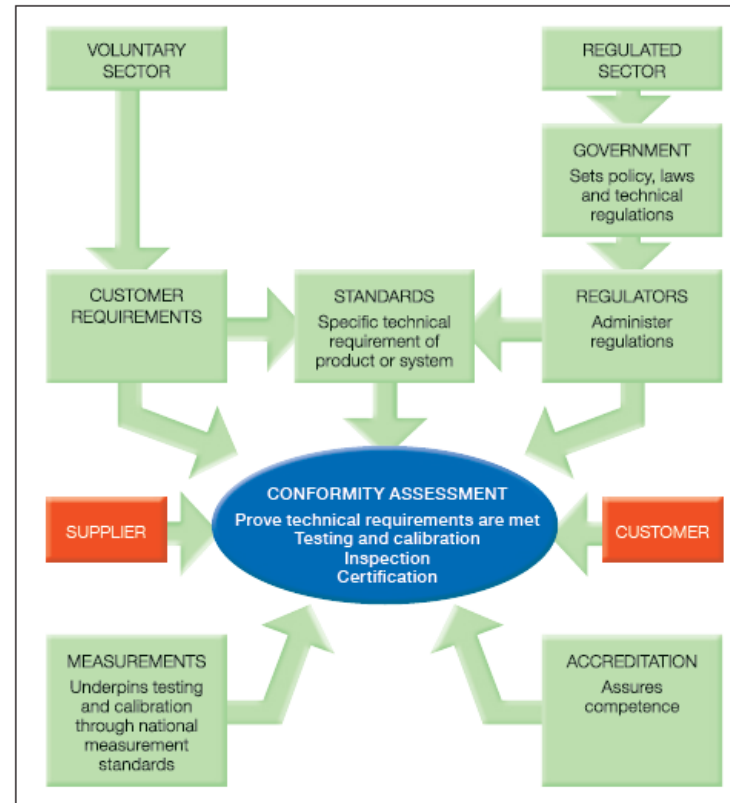 VOLUNTARY
SECTOR
REGULATED
SECTOR
GOVERNMENT
Sets policy, laws
and technical
regulations
CUSTOMER
REQUIREMENTS
STANDARDS
Specific technical
requirement of
product or system
REGULATORS
Administer
regulations
CONFORMITY ASSESSMENT
Prove technical requirements are met
Testing and calibration
Inspection
Certification
SUPPLIER
CUSTOMER
MEASUREMENTS
Underpins testing
and calibration
through national
measurement
standards
ACCREDITATION
Assures
competence